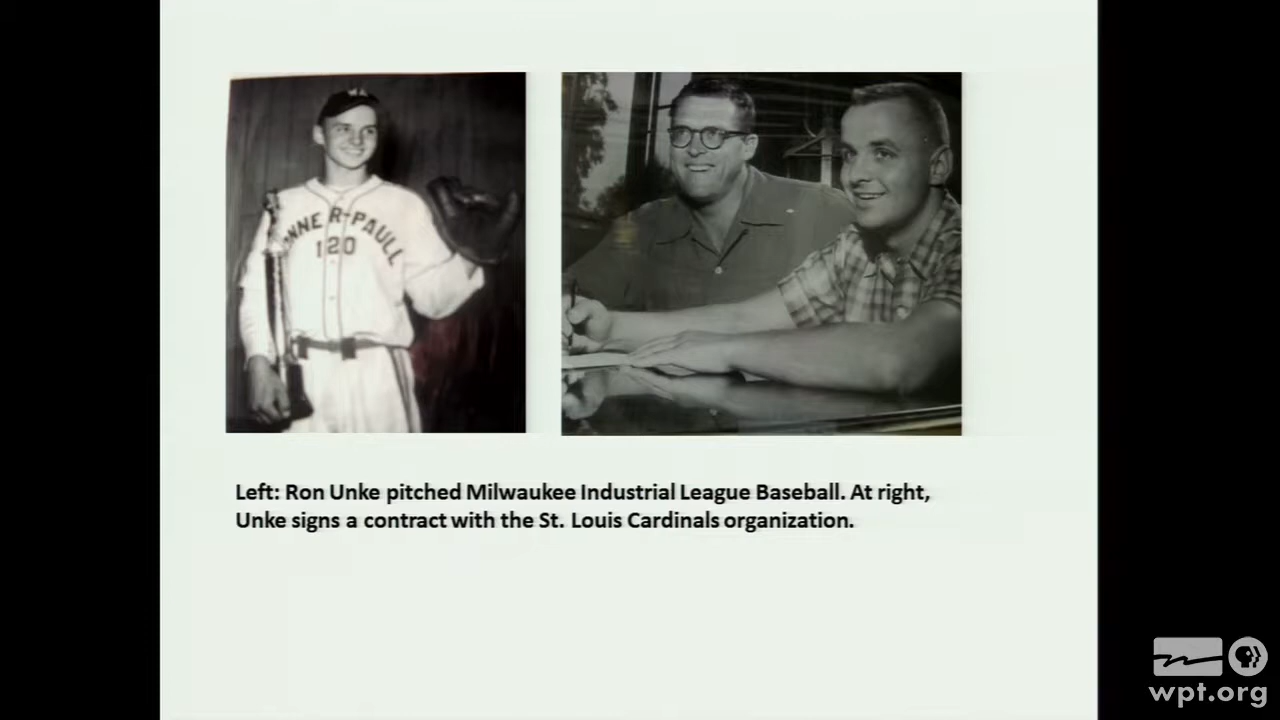 R-PAULL
120
Left: Ron Unke pitched Milwaukee Industrial League Baseball. At right,
Unke signs a contract with the St. Louis Cardinals organization.
wpt.org